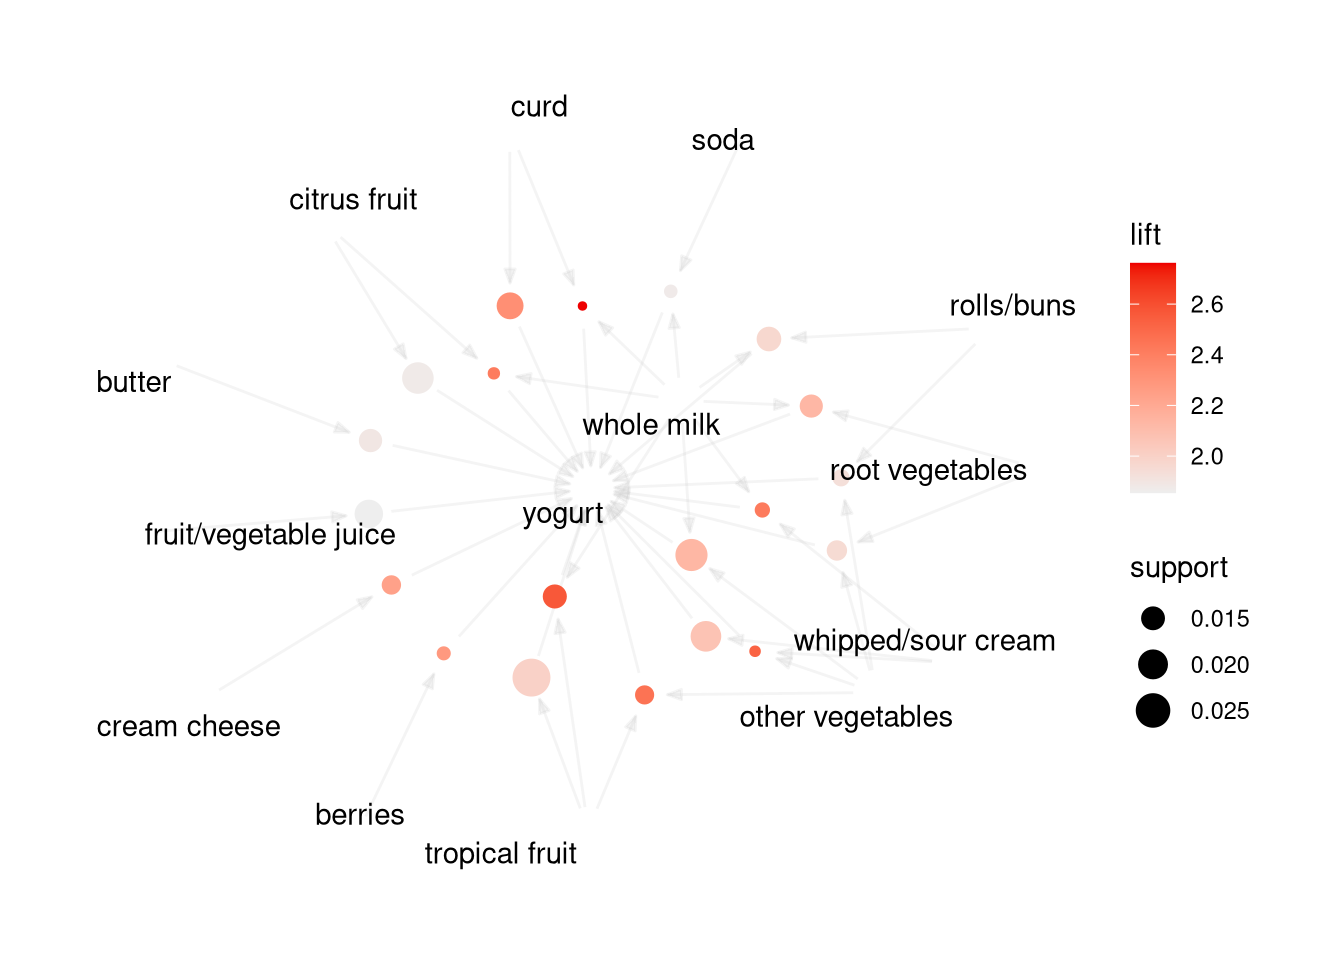 curd
soda
citrus fruit
lift
rolls/buns
2.6
2.4
butter
whole milk
2.2
root vegetables
2.0
yogurt
fruit/vegetable juice
support
0.015
whipped/sour cream
0.020
other vegetables
0.025
cream cheese
berries
tropical fruit